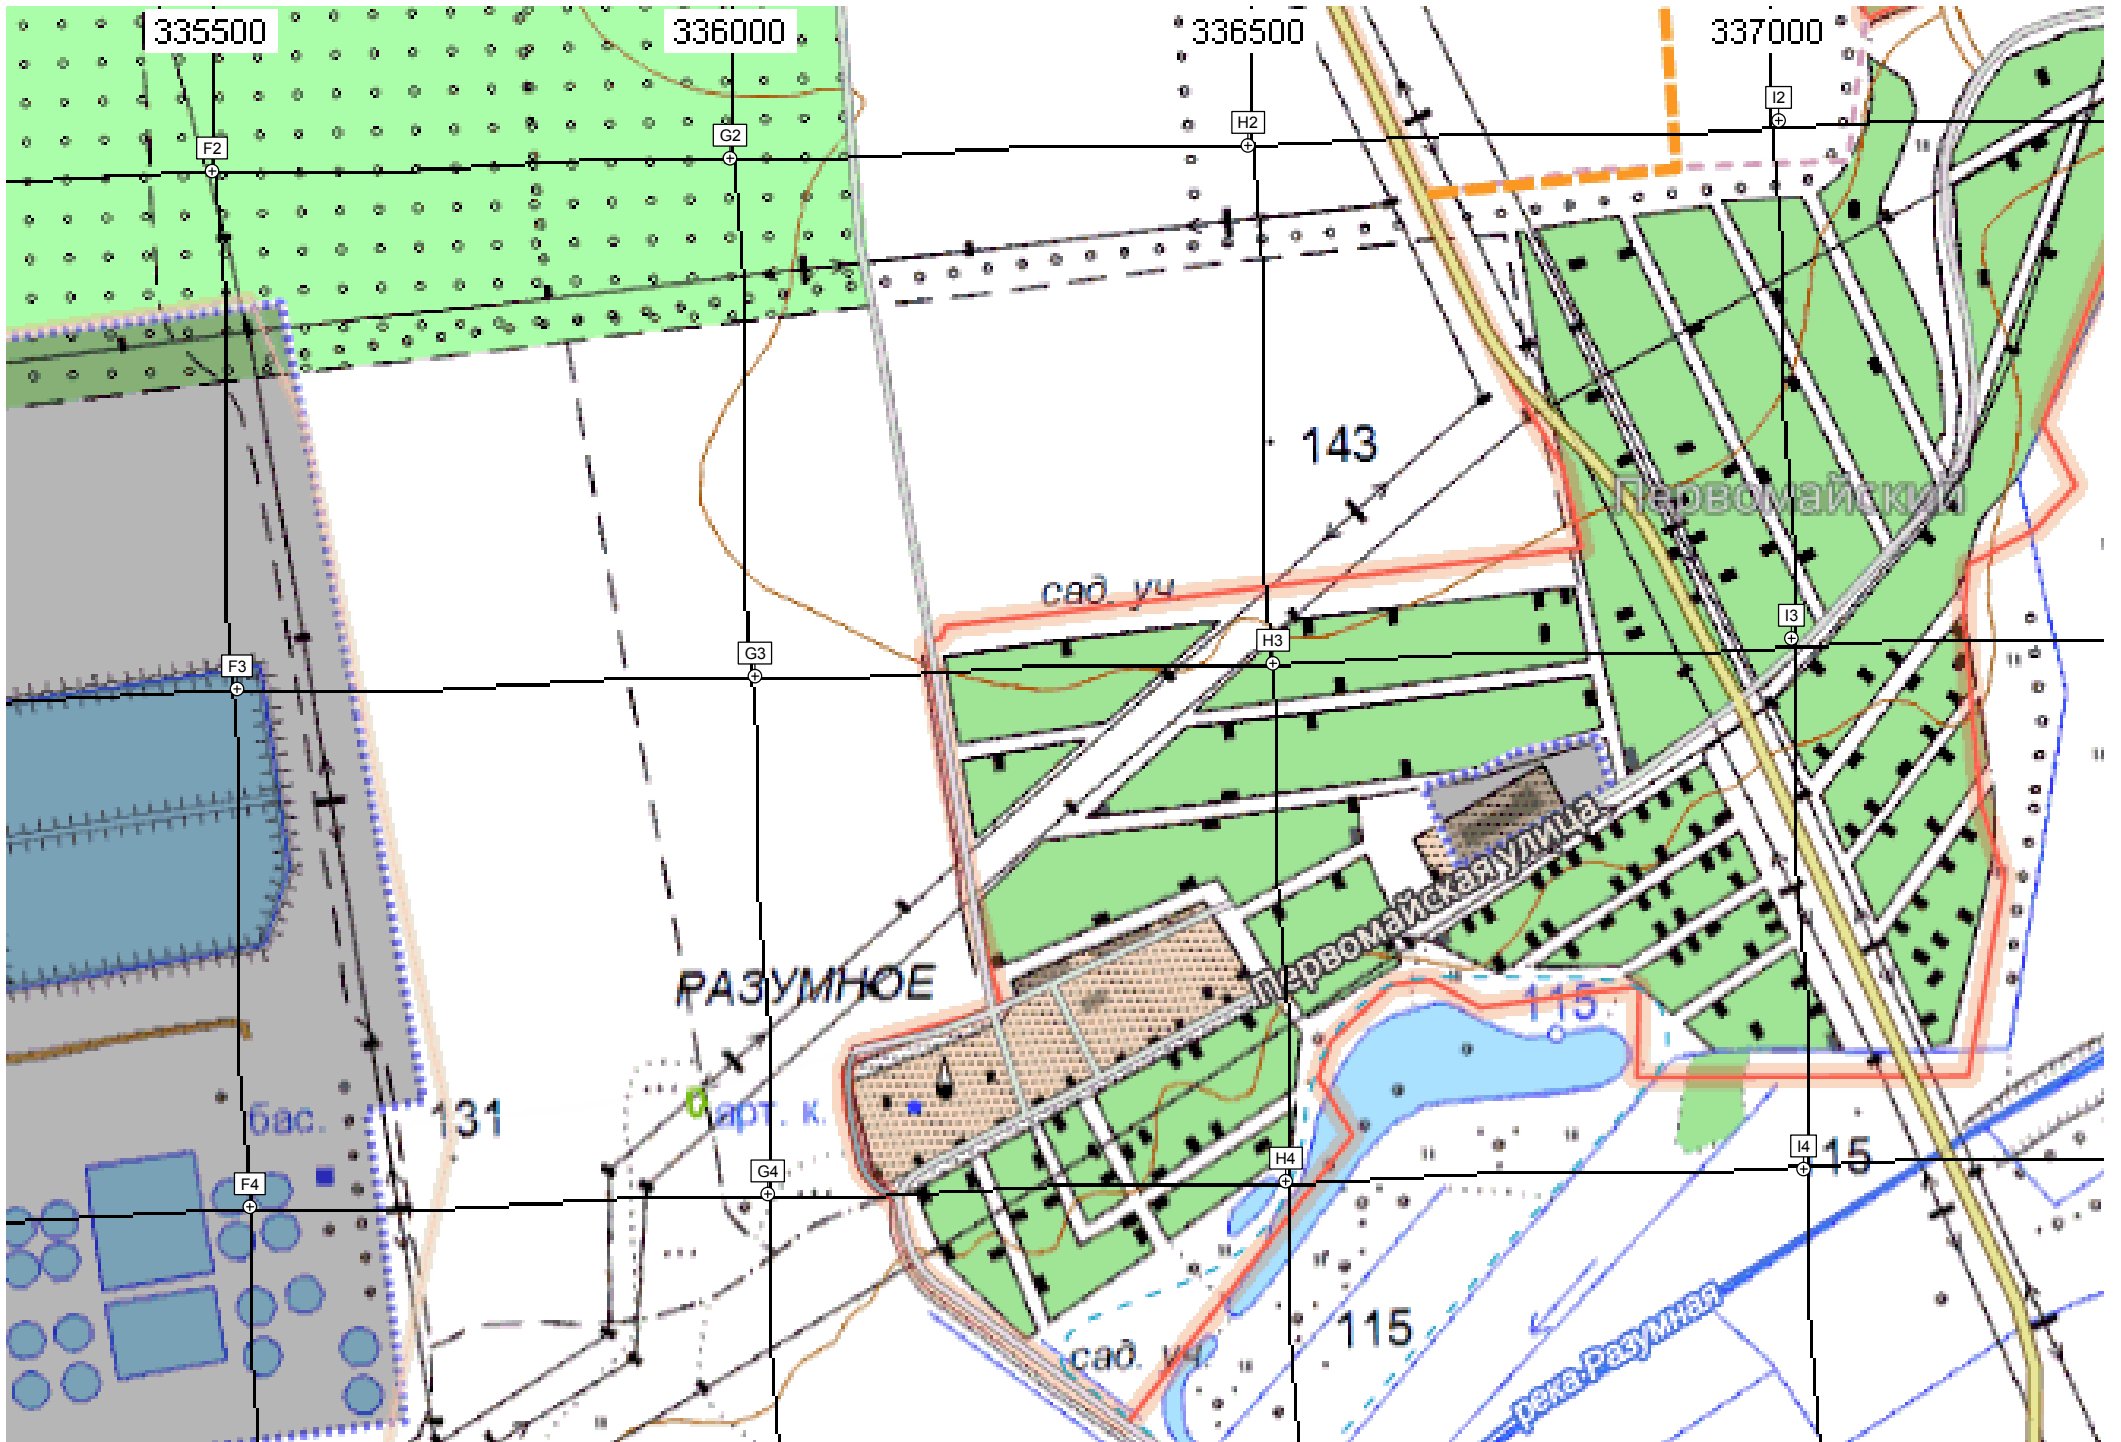 335500
336000
336500
337000
F2
G2
H2
I2
143
Первомайский
сад. уч
F3
G3
H3
I3
Первомайская улица
РАЗУМНОЕ
115
131
бас.
арт. к.
F4
G4
H4
I4
15
115
сад. уч.
река Разумная